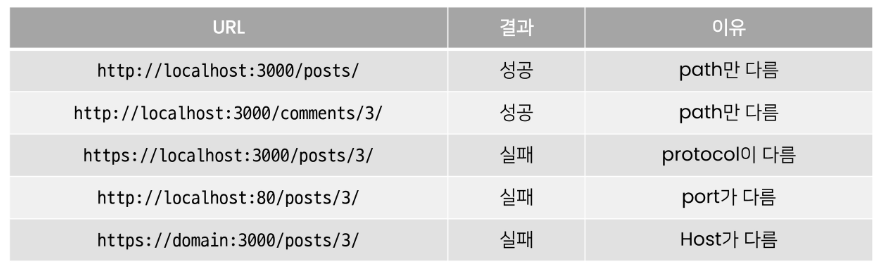 URL 결과 이유
http://localhost:3000/posts/ 성공 path만 다름
http://localhost:3000/comments/3/ 성공 path만 다름
https://localhost:3000/posts/3/ 실패 protocol이 다름
http://localhost:80/posts/3/ 실패 port가 다름
https://domain:3000/posts/3/ 실패 Host가 다름